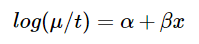 log(μ/t) = α + βx